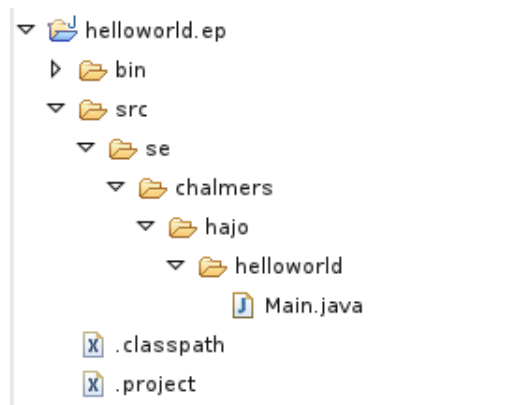 helloworld.ep
bin
src
se
chalmers
hajo
helloworld
Main.java
.classpath
.project